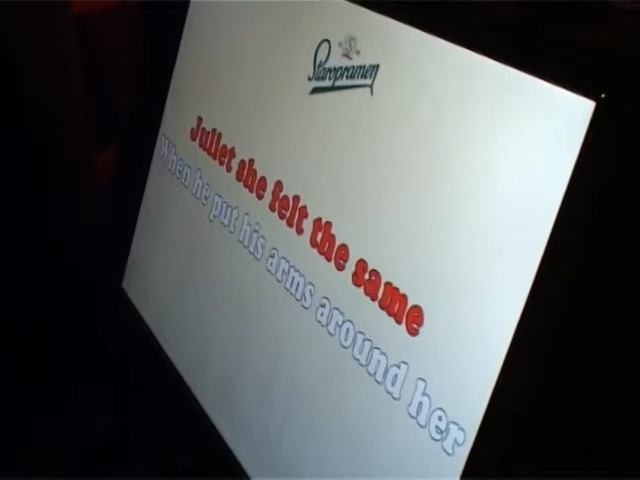 Staropramen
Juliet she felt the same
When he put his arms around her